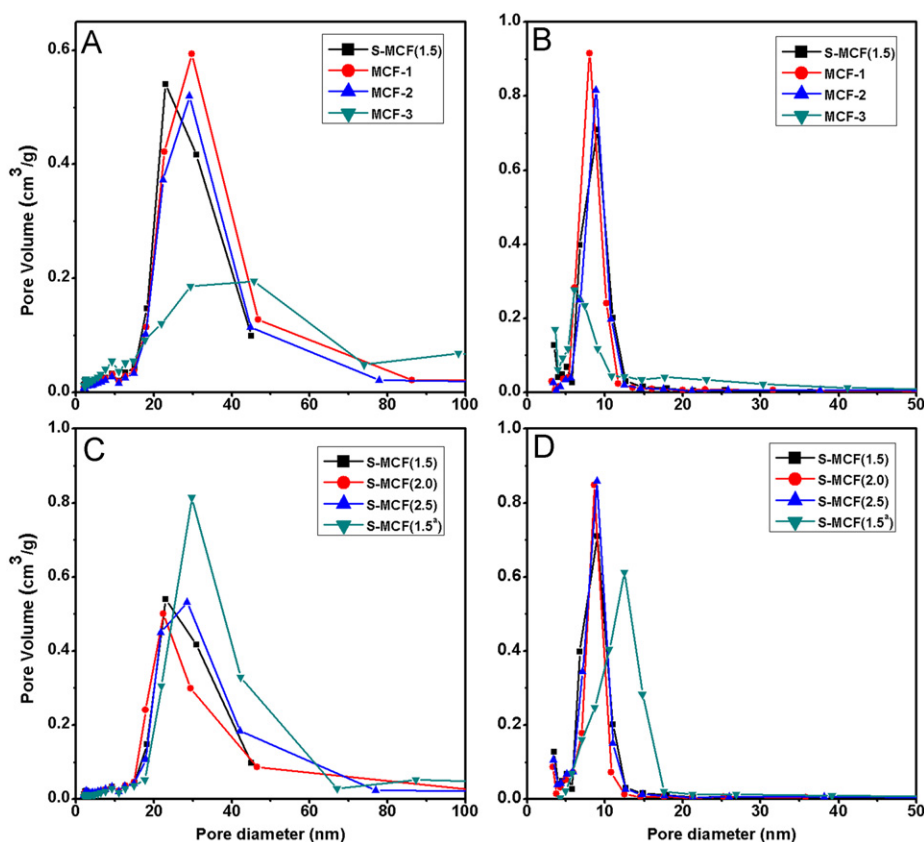 A
S-MCF(1.5)
MCF-1
MCF-2
MCF-3
Pore Volume (cm3/g)
0.6
0.4
0.2
0.0
0 20 40 60 80 100
B
S-MCF(1.5)
MCF-1
MCF-2
MCF-3
1.0
0.8
0.6
0.4
0.2
0.0
0 10 20 30 40 50
C
S-MCF(1.5)
S-MCF(2.0)
S-MCF(2.5)
S-MCF(1.5a)
Pore Volume (cm3/g)
1.0
0.8
0.6
0.4
0.2
0.0
0 20 40 60 80 100
Pore diameter (nm)
D
S-MCF(1.5)
S-MCF(2.0)
S-MCF(2.5)
S-MCF(1.5a)
1.0
0.8
0.6
0.4
0.2
0.0
0 10 20 30 40 50
Pore diameter (nm)